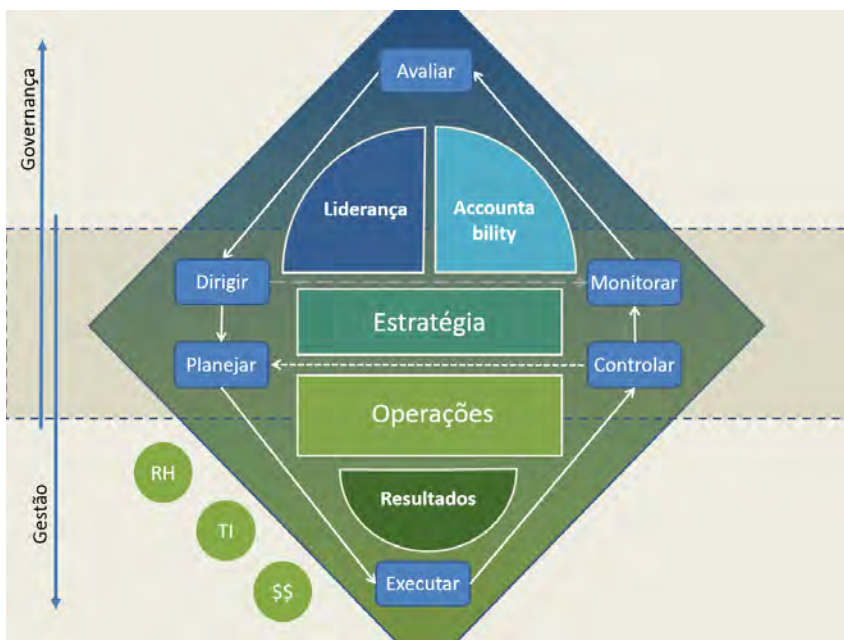 Avaliar
Governança
Liderança
Accounta
bility
Dirigir
Monitorar
Estratégia
Planejar
Controlar
Operações
RH
Gestão
Resultados
TI
Executar
$$